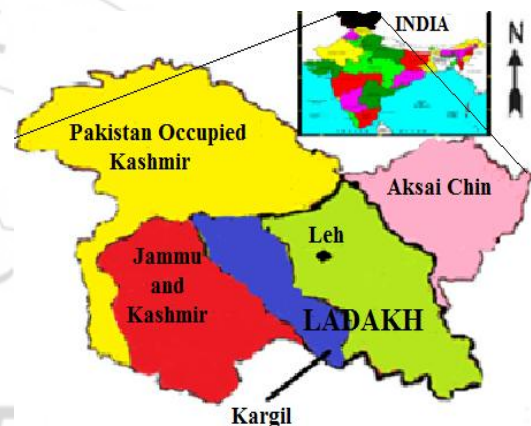 INDIA
N
Pakistan Occupied
Kashmir
Aksai Chin
Leh
Jammu
and
Kashmir
LADAKH
Kargil